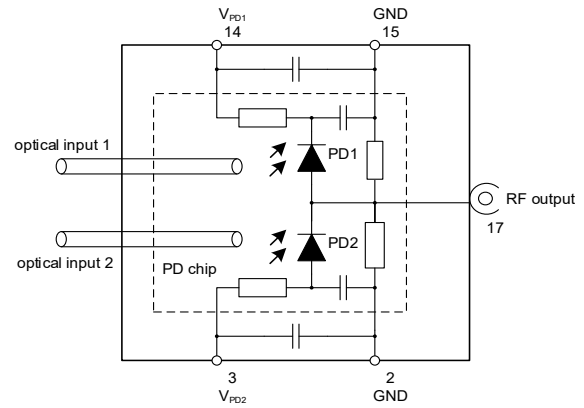 V_PD1
GND
14
15
optical input 1
PD1
RF output
17
PD2
optical input 2
PD chip
3
2
V_PD2
GND